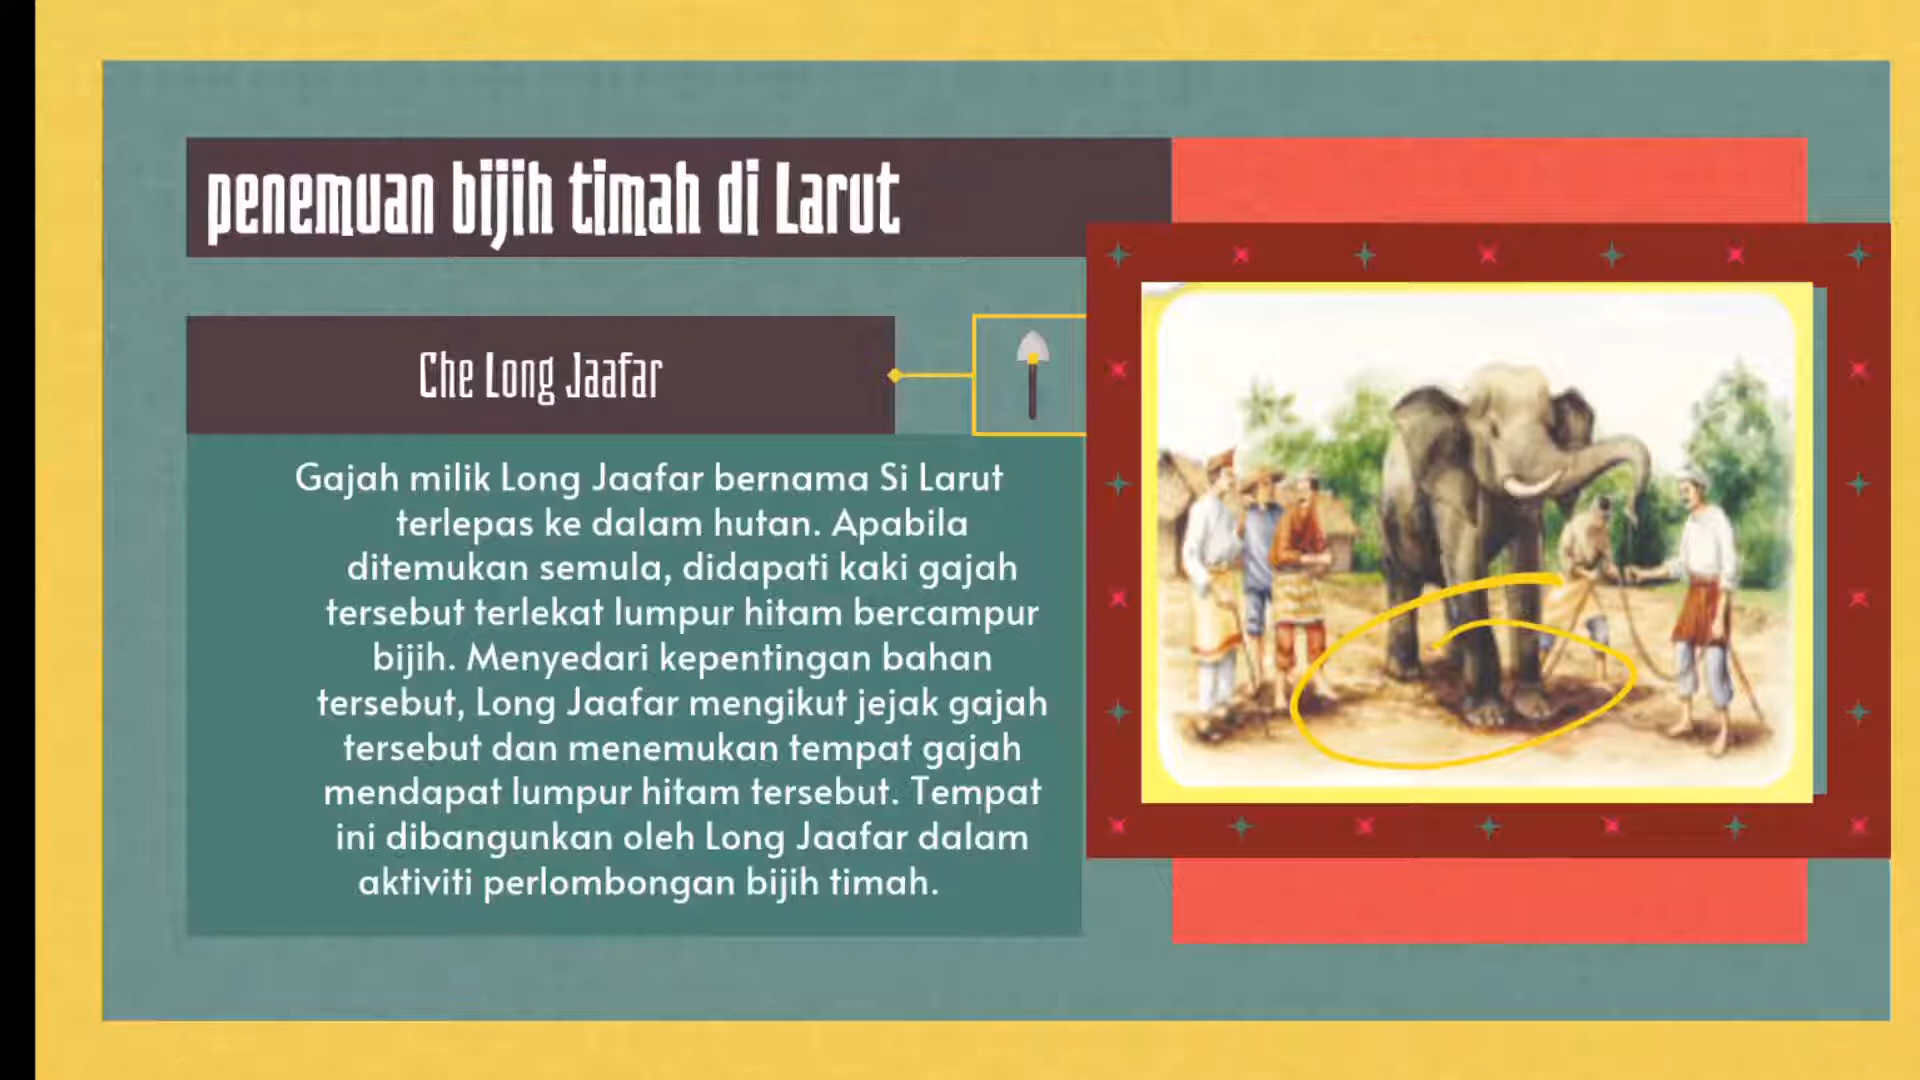 penemuan bijih timah di Larut
Che Long Jaafar
Gajah milik Long Jaafar bernama Si Larut
terlepas ke dalam hutan. Apabila
ditemukan semula, didapati kaki gajah
tersebut terlekat lumpur hitam bercampur
bijih. Menyedari kepentingan bahan
tersebut, Long Jaafar mengikut jejak gajah
tersebut dan menemukan tempat gajah
mendapat lumpur hitam tersebut. Tempat
ini dibangunkan oleh Long Jaafar dalam
aktiviti perlombongan bijih timah.